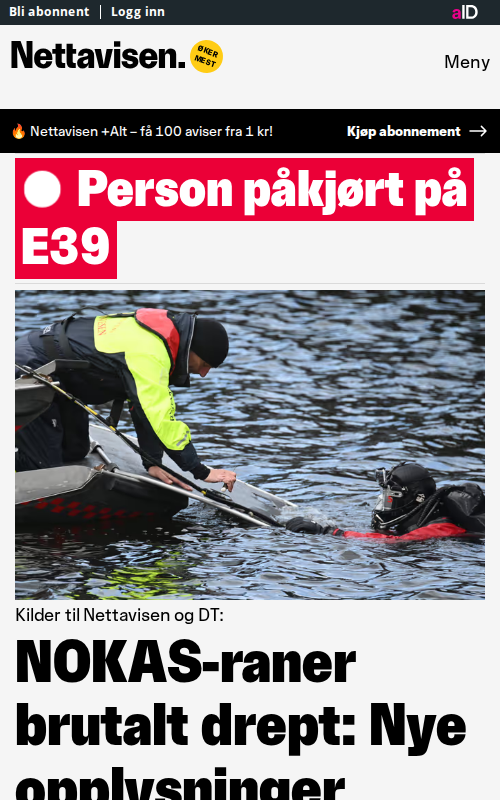 Bli abonnent
Logg inn
aID
Nettavisen.
ØKER
MEST
Meny
🔥 Nettavisen +Alt – få 100 aviser fra 1 kr!
Kjøp abonnement
Person påkjørt på
E39
Kilder til Nettavisen og DT:
NOKAS-raner
brutalt drept: Nye
opplysninger